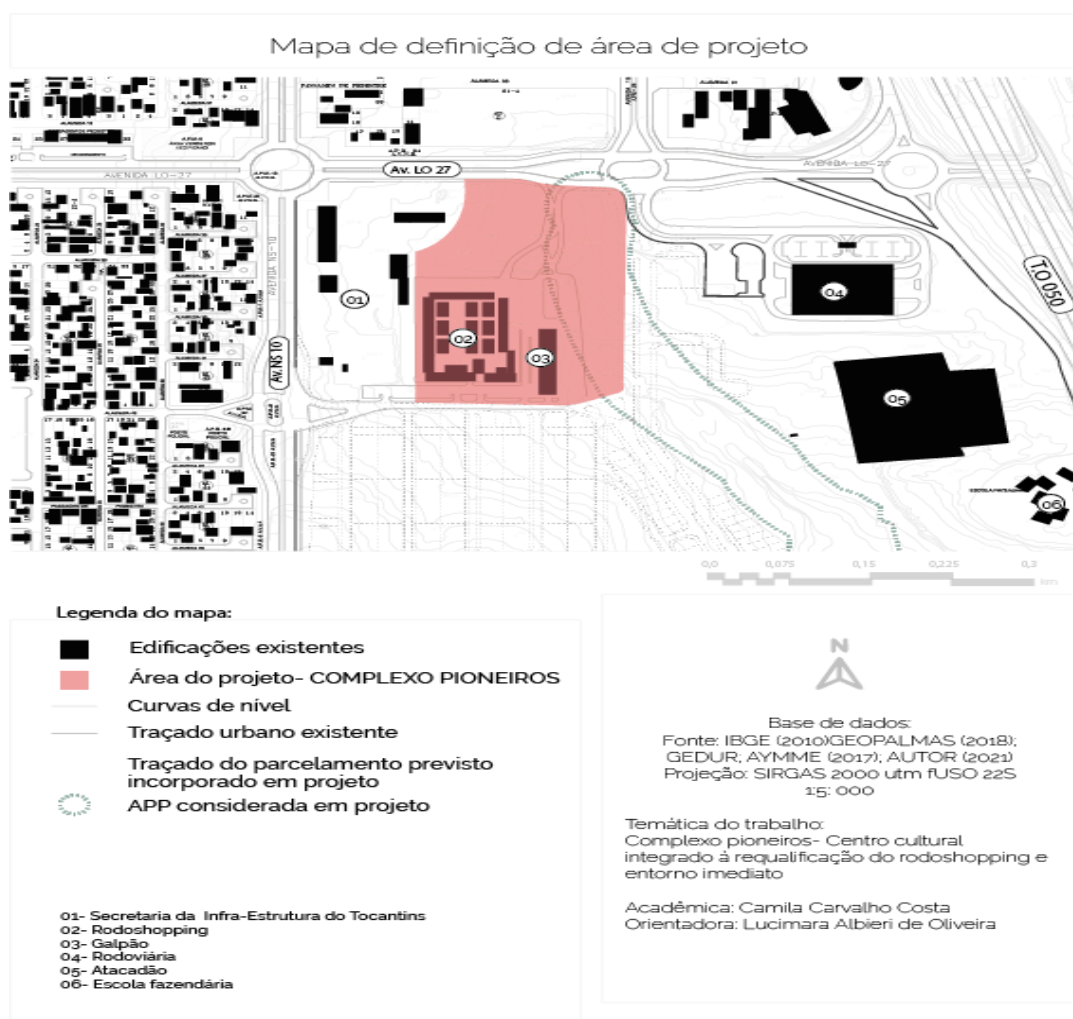 Mapa de definição de área de projeto
AVENIDA LO-27
Av. LO 27
AVENIDA LO-27
AVENIDA NS-10
Av. NS 10
T.O 050
01
02
03
04
05
06
0,0 0,075 0,15 0,225 0,3
km
Legenda do mapa:
Edificações existentes
Área do projeto- COMPLEXO PIONEIROS
Curvas de nível
Traçado urbano existente
Traçado do parcelamento previsto
incorporado em projeto
APP considerada em projeto
01- Secretaria da Infra-Estrutura do Tocantins
02- Rodoshopping
03- Galpão
04- Rodoviária
05- Atacadão
06- Escola fazendária
N
Base de dados:
Fonte: IBGE (2010)GEOPALMAS (2018);
GEDUR; AYMME (2017); AUTOR (2021)
Projeção: SIRGAS 2000 utm fUSO 22S
1:5: 000
Temática do trabalho:
Complexo pioneiros- Centro cultural
integrado à requalificação do rodoshopping e
entorno imediato
Acadêmica: Camila Carvalho Costa
Orientadora: Lucimara Albieri de Oliveira